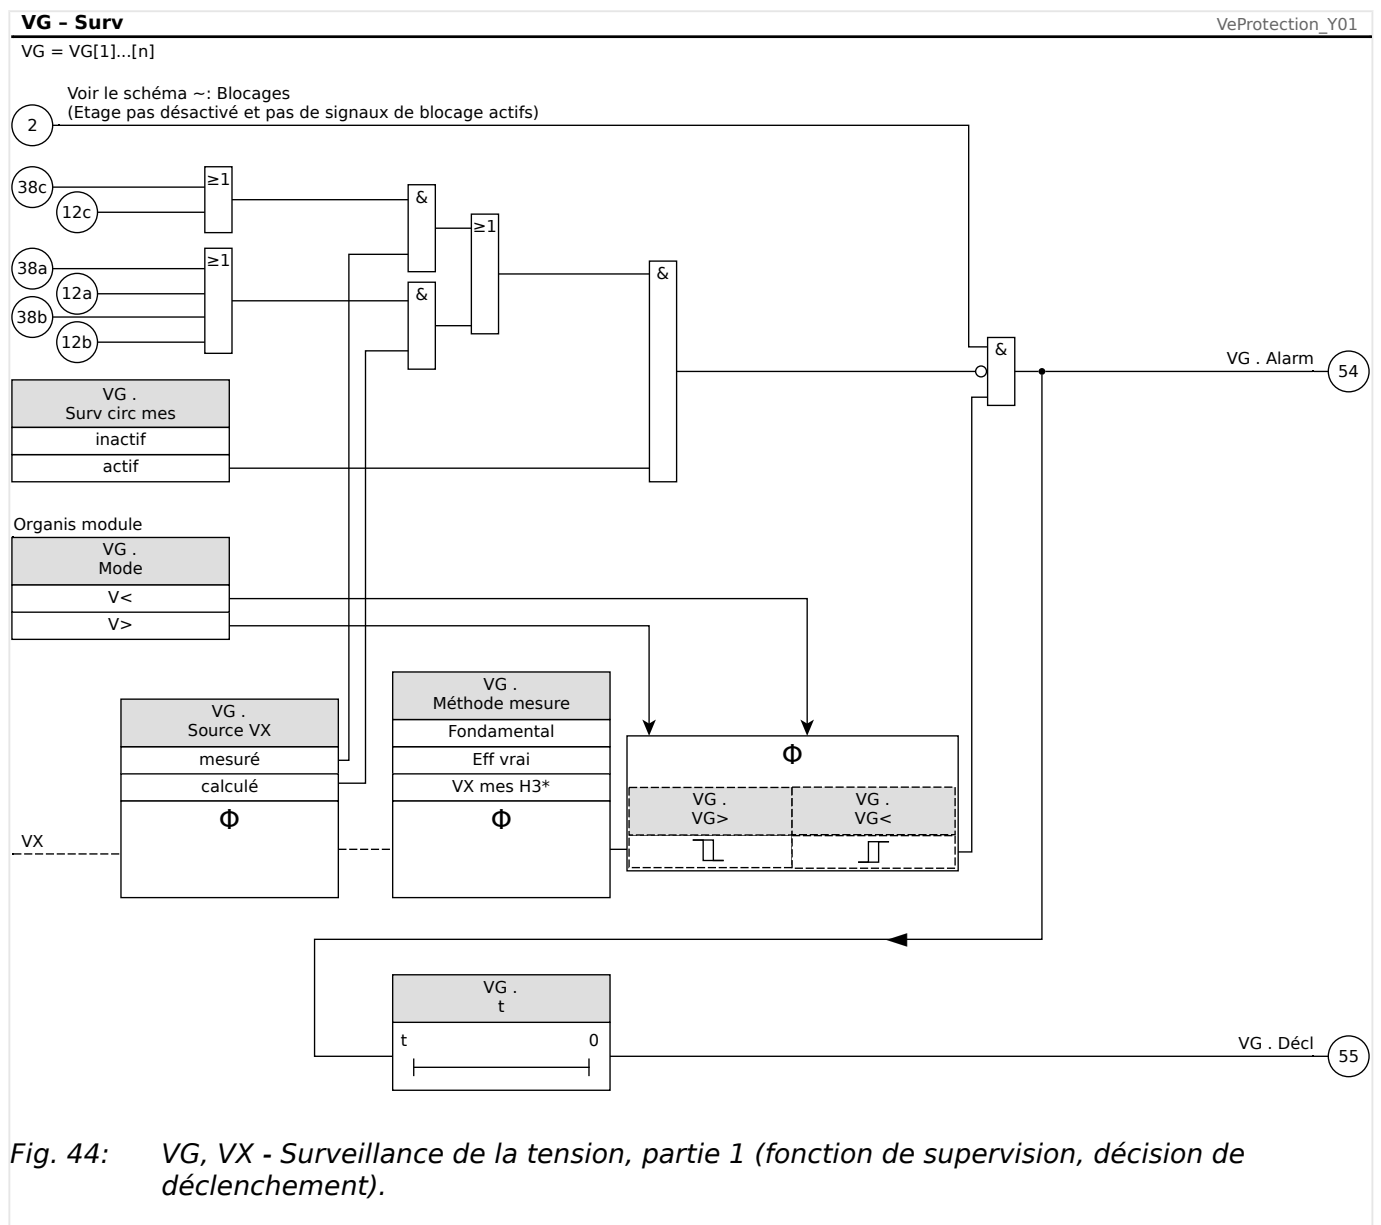 VG – Surv
VeProtection_Y01
VG = VG[1]...[n]
Voir le schéma ~: Blocages
(Etage pas désactivé et pas de signaux de blocage actifs)
2
38c
12c
≥1
&
≥1
38a
12a
38b
12b
≥1
&
&
&
VG . Alarm
54
VG .
Surv circ mes
inactif
actif
Organis module
VG .
Mode
V<
V>
VG .
Source VX
mesuré
calculé
Φ
VX
VG .
Méthode mesure
Fondamental
Eff vrai
VX mes H3*
Φ
Φ
VG .
VG>
VG .
VG<
VG .
t
t 0
VG . Décl
55
Fig. 44: VG, VX - Surveillance de la tension, partie 1 (fonction de supervision, décision de
déclenchement).